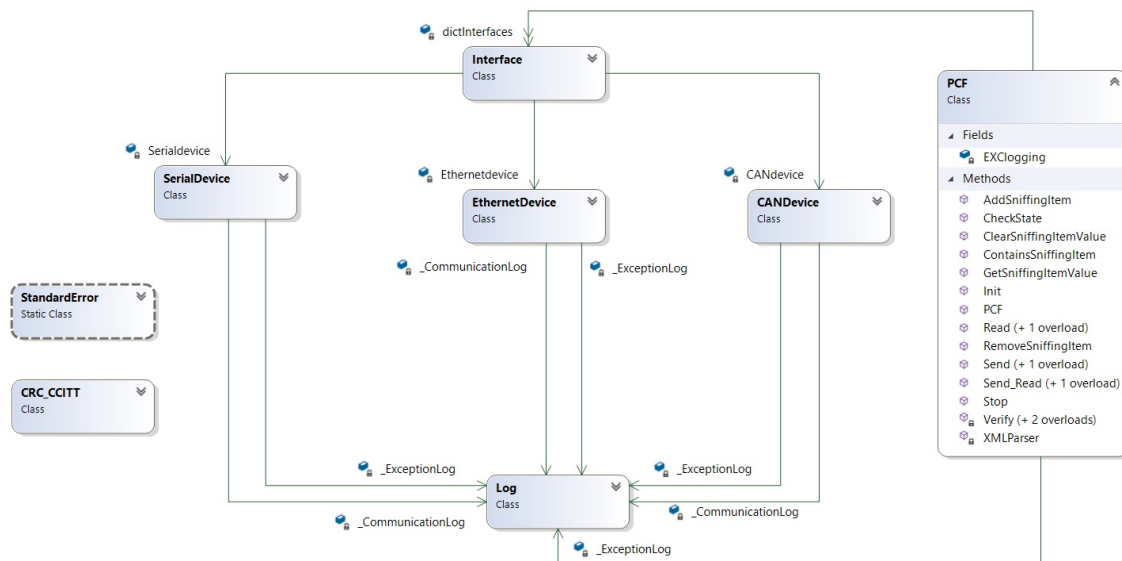 dictInterfaces
Interface
Class
PCF
Class
Fields
EXClogging
Methods
AddSniffingItem
CheckState
ClearSniffingItemValue
ContainsSniffingItem
GetSniffingItemValue
Init
PCF
Read (+ 1 overload)
RemoveSniffingItem
Send (+ 1 overload)
Send_Read (+ 1 overload)
Stop
Verify (+ 2 overloads)
XMLParser
Serialdevice
SerialDevice
Class
Ethernetdevice
EthernetDevice
Class
CANdevice
CANDevice
Class
_CommunicationLog
_ExceptionLog
StandardError
Static Class
CRC_CCITT
Class
_ExceptionLog
_ExceptionLog
Log
Class
_CommunicationLog
_CommunicationLog
_ExceptionLog